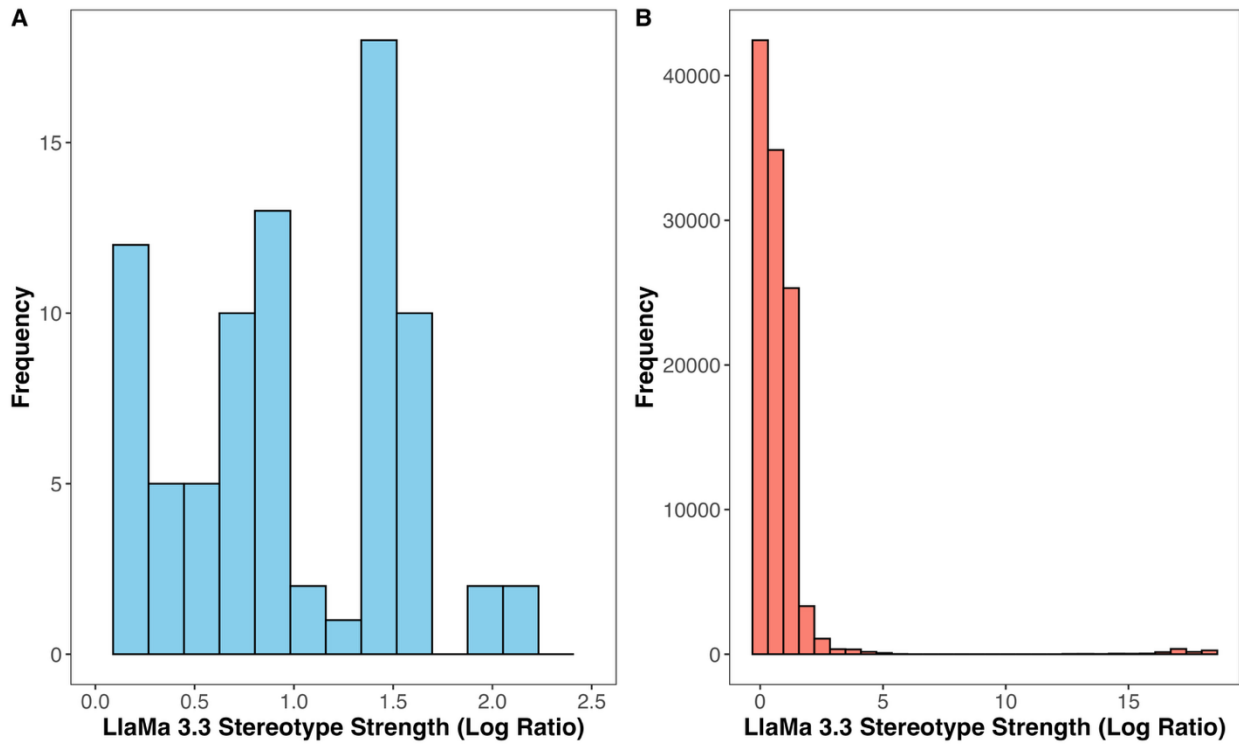 A
Frequency
15
10
5
0
0.0 0.5 1.0 1.5 2.0 2.5
LlaMa 3.3 Stereotype Strength (Log Ratio)
B
Frequency
40000
30000
20000
10000
0
0 5 10 15
LlaMa 3.3 Stereotype Strength (Log Ratio)